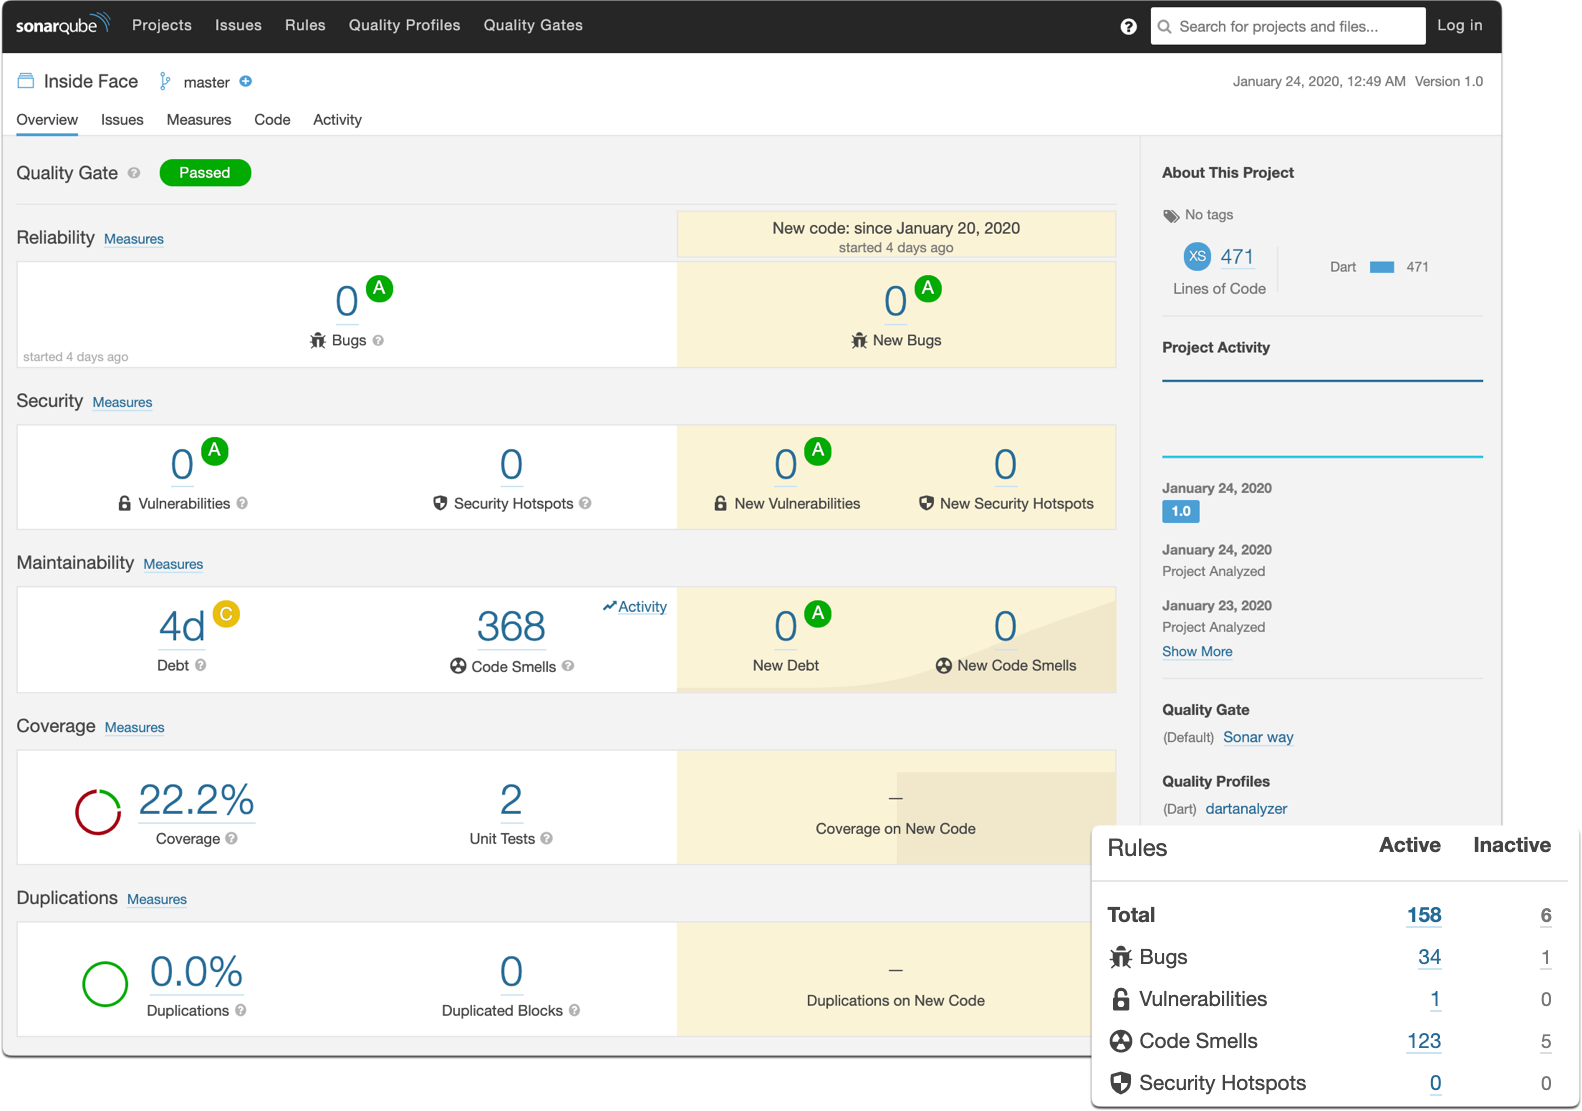 sonarqube Projects Issues Rules Quality Profiles Quality Gates ? Search for projects and files... Log in
Inside Face master January 24, 2020, 12:49 AM Version 1.0
Overview Issues Measures Code Activity
Quality Gate ? Passed
New code: since January 20, 2020
started 4 days ago
Reliability Measures
0 A
Bugs ?
started 4 days ago
0 A
New Bugs
Security Measures
0 A
Vulnerabilities ?
0
Security Hotspots ?
0 A
New Vulnerabilities
0
New Security Hotspots
Maintainability Measures
4d C
Debt ?
Activity
368
Code Smells ?
0 A
New Debt
0
New Code Smells
Coverage Measures
22.2%
Coverage ?
2
Unit Tests ?
—
Coverage on New Code
Duplications Measures
0.0%
Duplications ?
0
Duplicated Blocks ?
—
Duplications on New Code
About This Project
No tags
XS 471
Lines of Code
Dart 471
Project Activity
January 24, 2020
1.0
January 24, 2020
Project Analyzed
January 23, 2020
Project Analyzed
Show More
Quality Gate
(Default) Sonar way
Quality Profiles
(Dart) dartanalyzer
Rules Active Inactive
Total 158 6
Bugs 34 1
Vulnerabilities 1 0
Code Smells 123 5
Security Hotspots 0 0